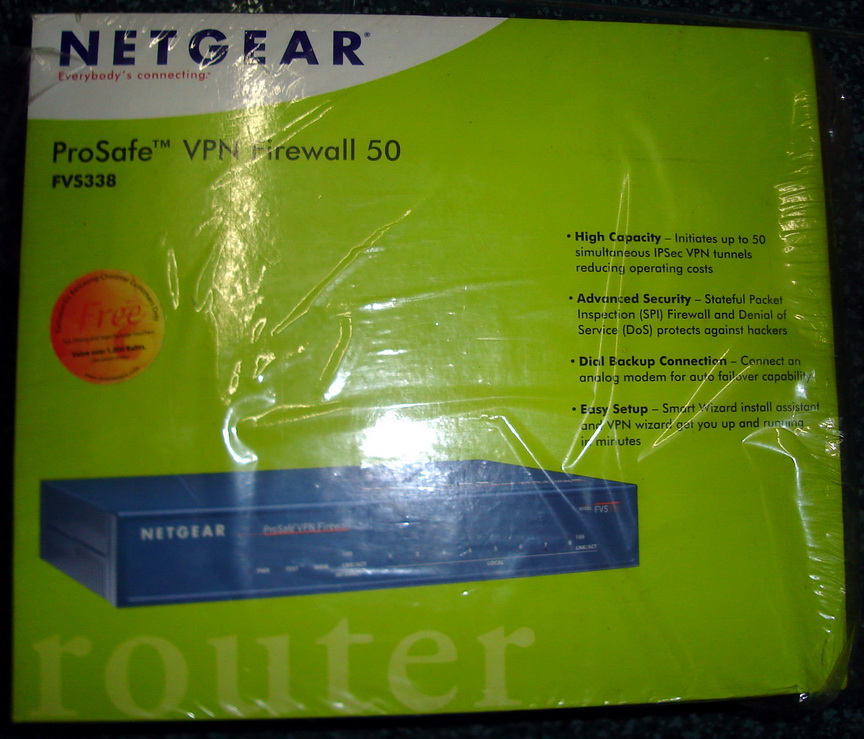 NETGEAR®
Everybody's connecting.™
ProSafe™ VPN Firewall 50
FVS338
• High Capacity – Initiates up to 50
simultaneous IPSec VPN tunnels
reducing operating costs
• Advanced Security – Stateful Packet
Inspection (SPI) Firewall and Denial of
Service (DoS) protects against hackers
• Dial Backup Connection – Connect an
analog modem for auto failover capability
• Easy Setup – Smart Wizard install assistant
and VPN wizard get you up and running
in minutes
Free
NETGEAR
ProSafe VPN Firewall
FVS
LOCAL
router